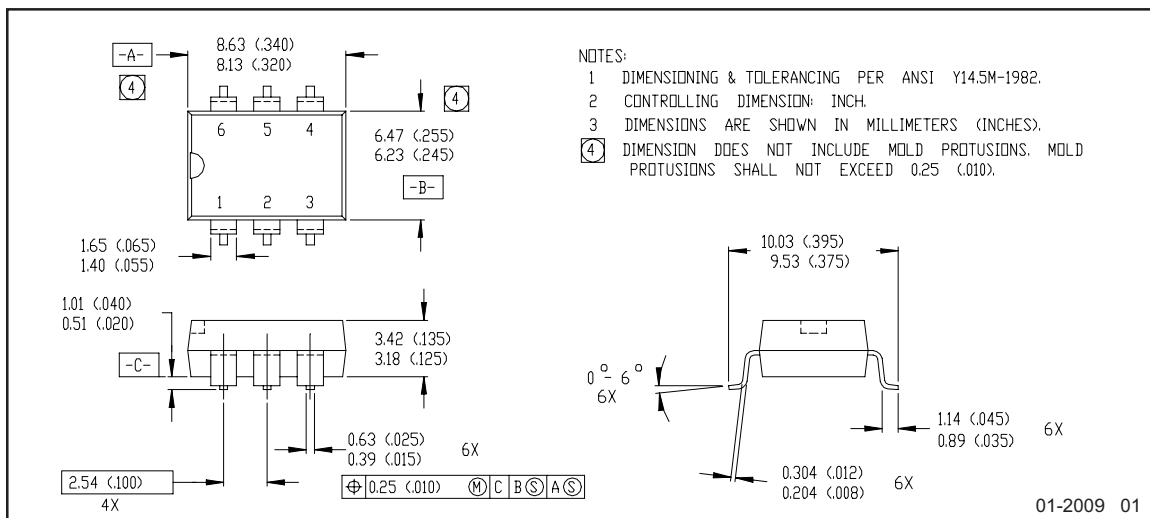 -A-
8.63 (.340)
8.13 (.320)
4
4
6 5 4
1 2 3
6.47 (.255)
6.23 (.245)
-B-
1.65 (.065)
1.40 (.055)
NOTES:
1 DIMENSIONING & TOLERANCING PER ANSI Y14.5M-1982.
2 CONTROLLING DIMENSION: INCH.
3 DIMENSIONS ARE SHOWN IN MILLIMETERS (INCHES).
4 DIMENSION DOES NOT INCLUDE MOLD PROTUSIONS. MOLD
PROTUSIONS SHALL NOT EXCEED 0.25 (.010).
1.01 (.040)
0.51 (.020)
-C-
3.42 (.135)
3.18 (.125)
0.63 (.025)
0.39 (.015)
6X
2.54 (.100)
4X
⌖ 0.25 (.010) Ⓜ C B Ⓢ A Ⓢ
10.03 (.395)
9.53 (.375)
0° - 6°
6X
1.14 (.045)
0.89 (.035)
6X
0.304 (.012)
0.204 (.008)
6X
01-2009 01